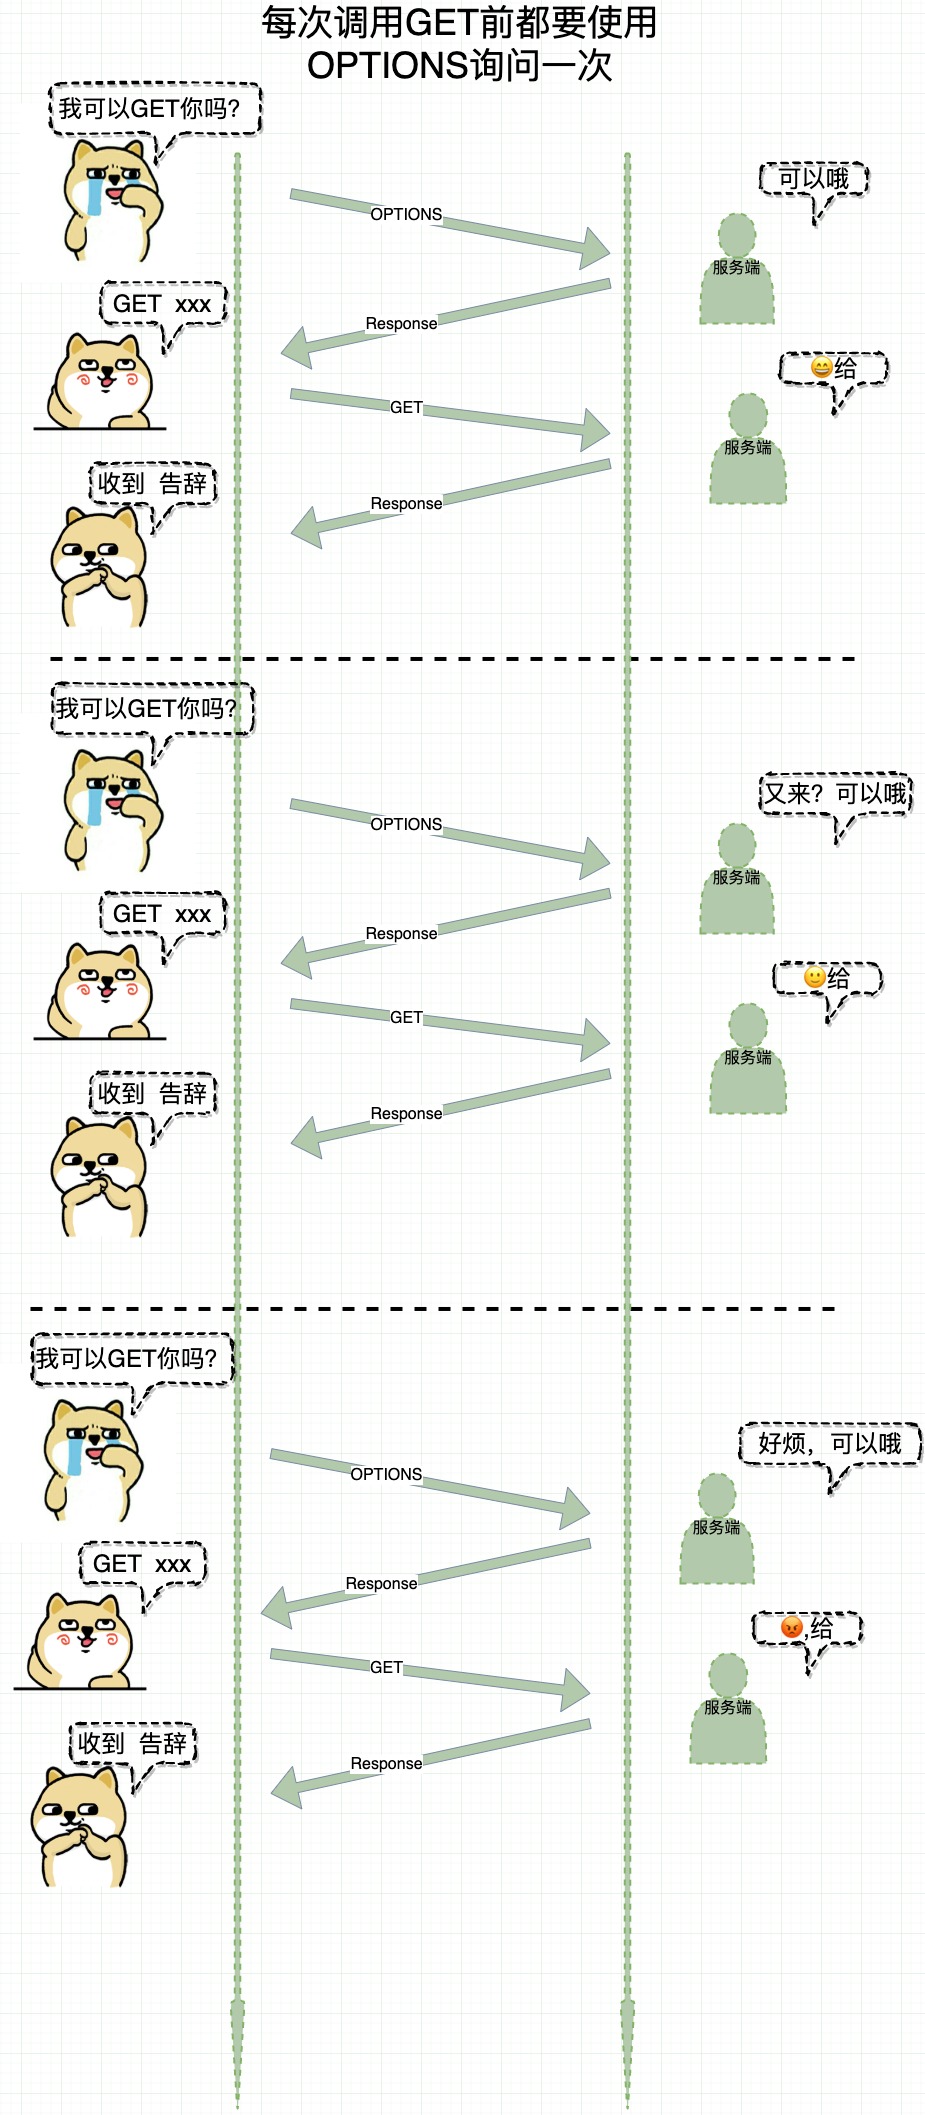 每次调用GET前都要使用
OPTIONS询问一次
我可以GET你吗？
可以哦
OPTIONS
服务端
GET xxx
Response
😄给
GET
服务端
收到 告辞
Response
我可以GET你吗？
又来？可以哦
OPTIONS
服务端
GET xxx
Response
🙂给
GET
服务端
收到 告辞
Response
我可以GET你吗？
好烦，可以哦
OPTIONS
服务端
GET xxx
Response
😡,给
GET
服务端
收到 告辞
Response